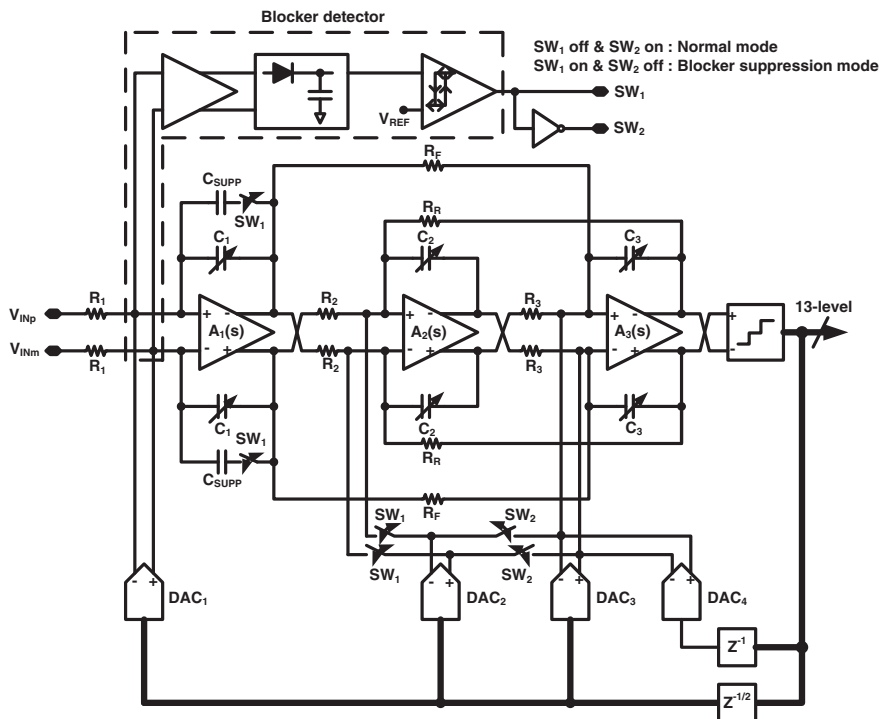 Blocker detector
SW1 off & SW2 on : Normal mode
SW1 on & SW2 off : Blocker suppression mode
VREF
SW1
SW2
RF
CSUPP
SW1
RR
C1
C2
C3
VINp
R1
+ -
A1(s)
R2
+ -
A2(s)
R3
+ -
A3(s)
+
13-level
VINm
R1
- +
R2
- +
R3
- +
-
C1
SW1
C2
C3
CSUPP
RR
RF
SW1
SW2
SW1
SW2
- +
DAC1
- +
DAC2
- +
DAC3
- +
DAC4
Z-1
Z-1/2